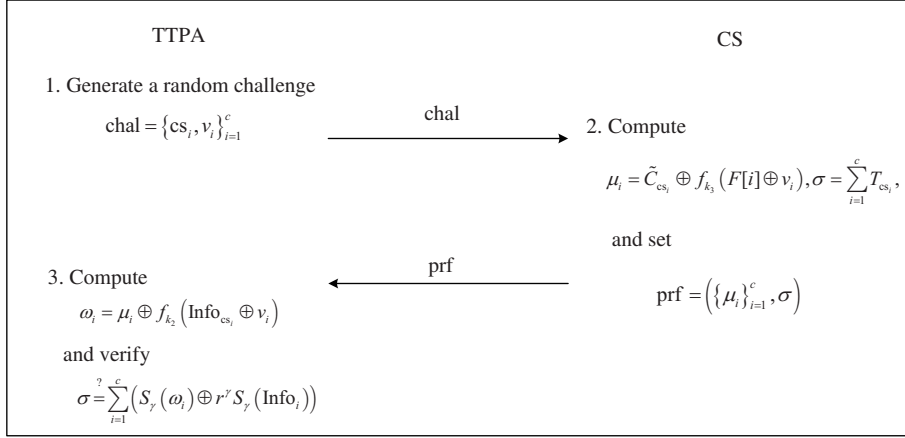 TTPA
CS
1. Generate a random challenge
chal = {cs_i, v_i}_{i=1}^c
chal
2. Compute
μ_i = C̃_{cs_i} ⊕ f_{k_3}(F[i] ⊕ v_i), σ = ∑_{i=1}^c T_{cs_i},
and set
prf
prf = ({μ_i}_{i=1}^c, σ)
3. Compute
ω_i = μ_i ⊕ f_{k_2}(Info_{cs_i} ⊕ v_i)
and verify
σ ≟ ∑_{i=1}^c (S_γ(ω_i) ⊕ r^γ S_γ(Info_i))